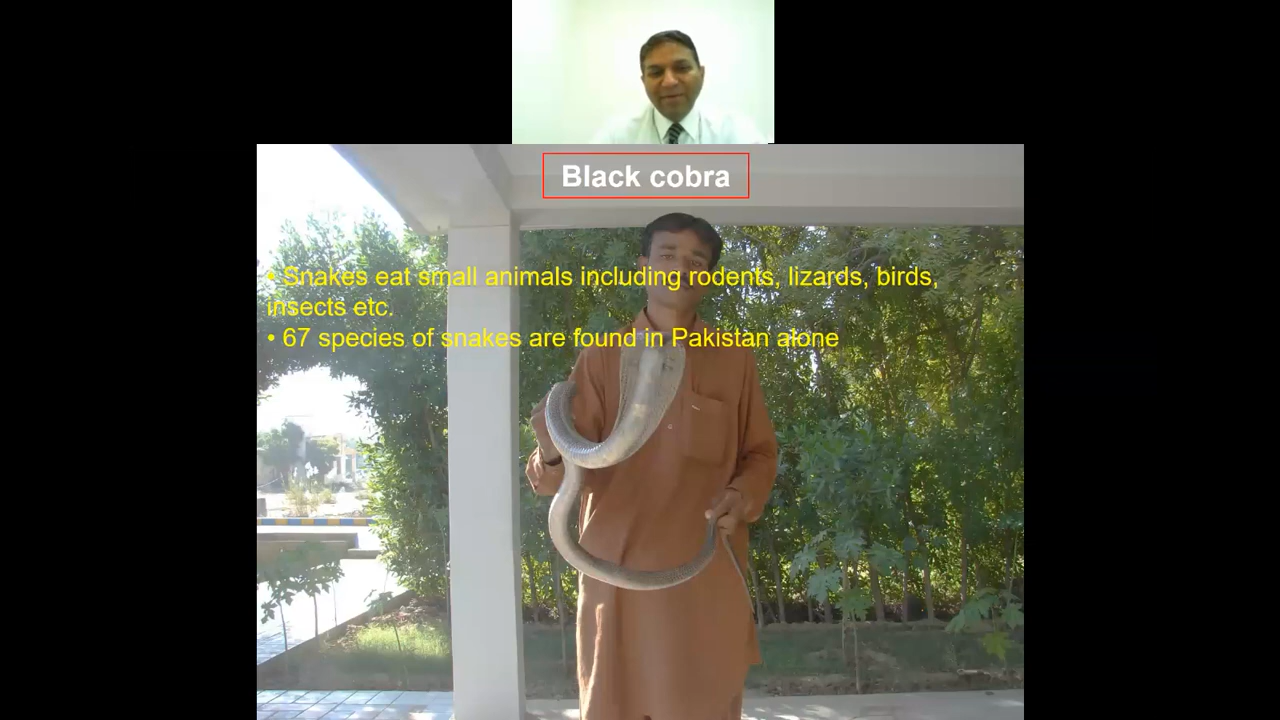 Black cobra
• Snakes eat small animals including rodents, lizards, birds,
insects etc.
• 67 species of snakes are found in Pakistan alone